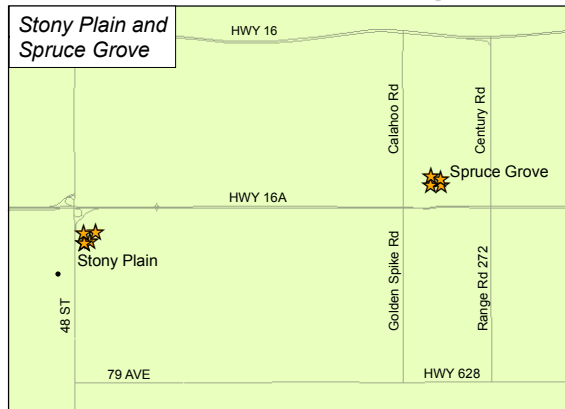 Stony Plain and
Spruce Grove
HWY 16
Calahoo Rd
Century Rd
Spruce Grove
HWY 16A
Stony Plain
48 ST
Golden Spike Rd
Range Rd 272
79 AVE
HWY 628